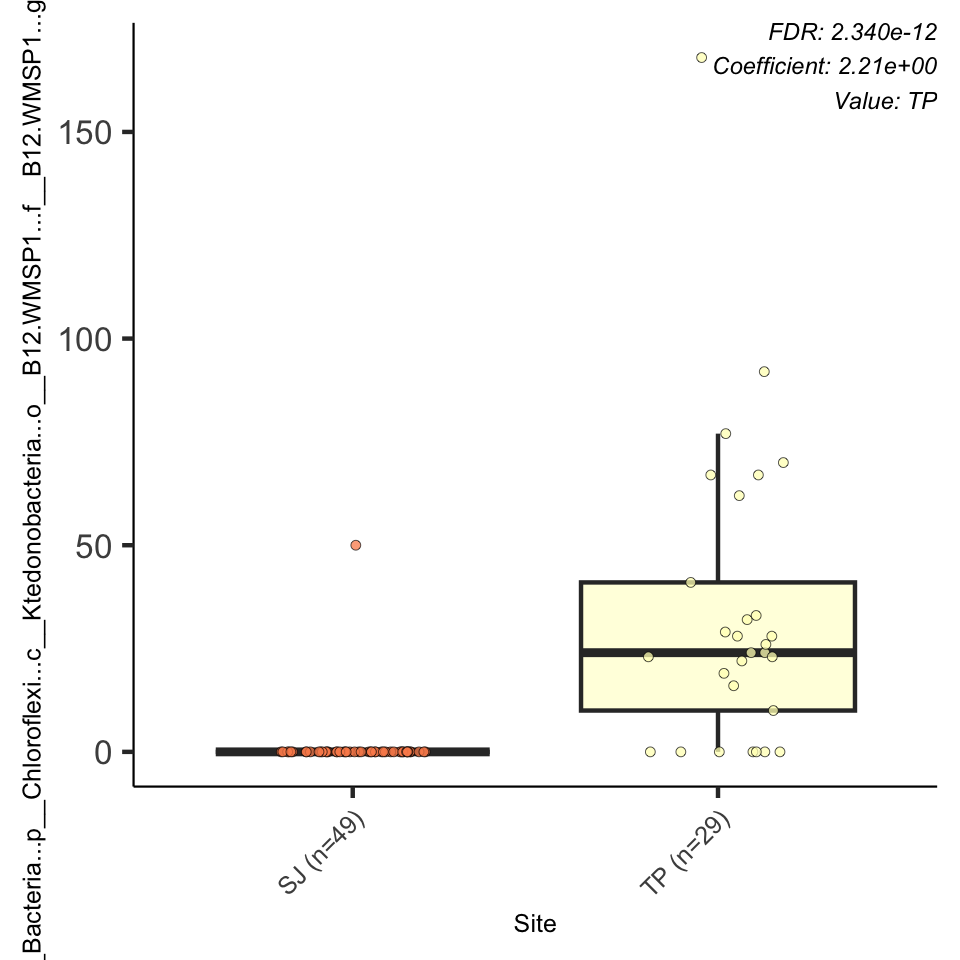 FDR: 2.340e-12
Coefficient: 2.21e+00
Value: TP
_Bacteria...p__Chloroflexi...c__Ktedonobacteria...o__B12.WMSP1...f__B12.WMSP1...g
150
100
50
0
SJ (n=49)
TP (n=29)
Site